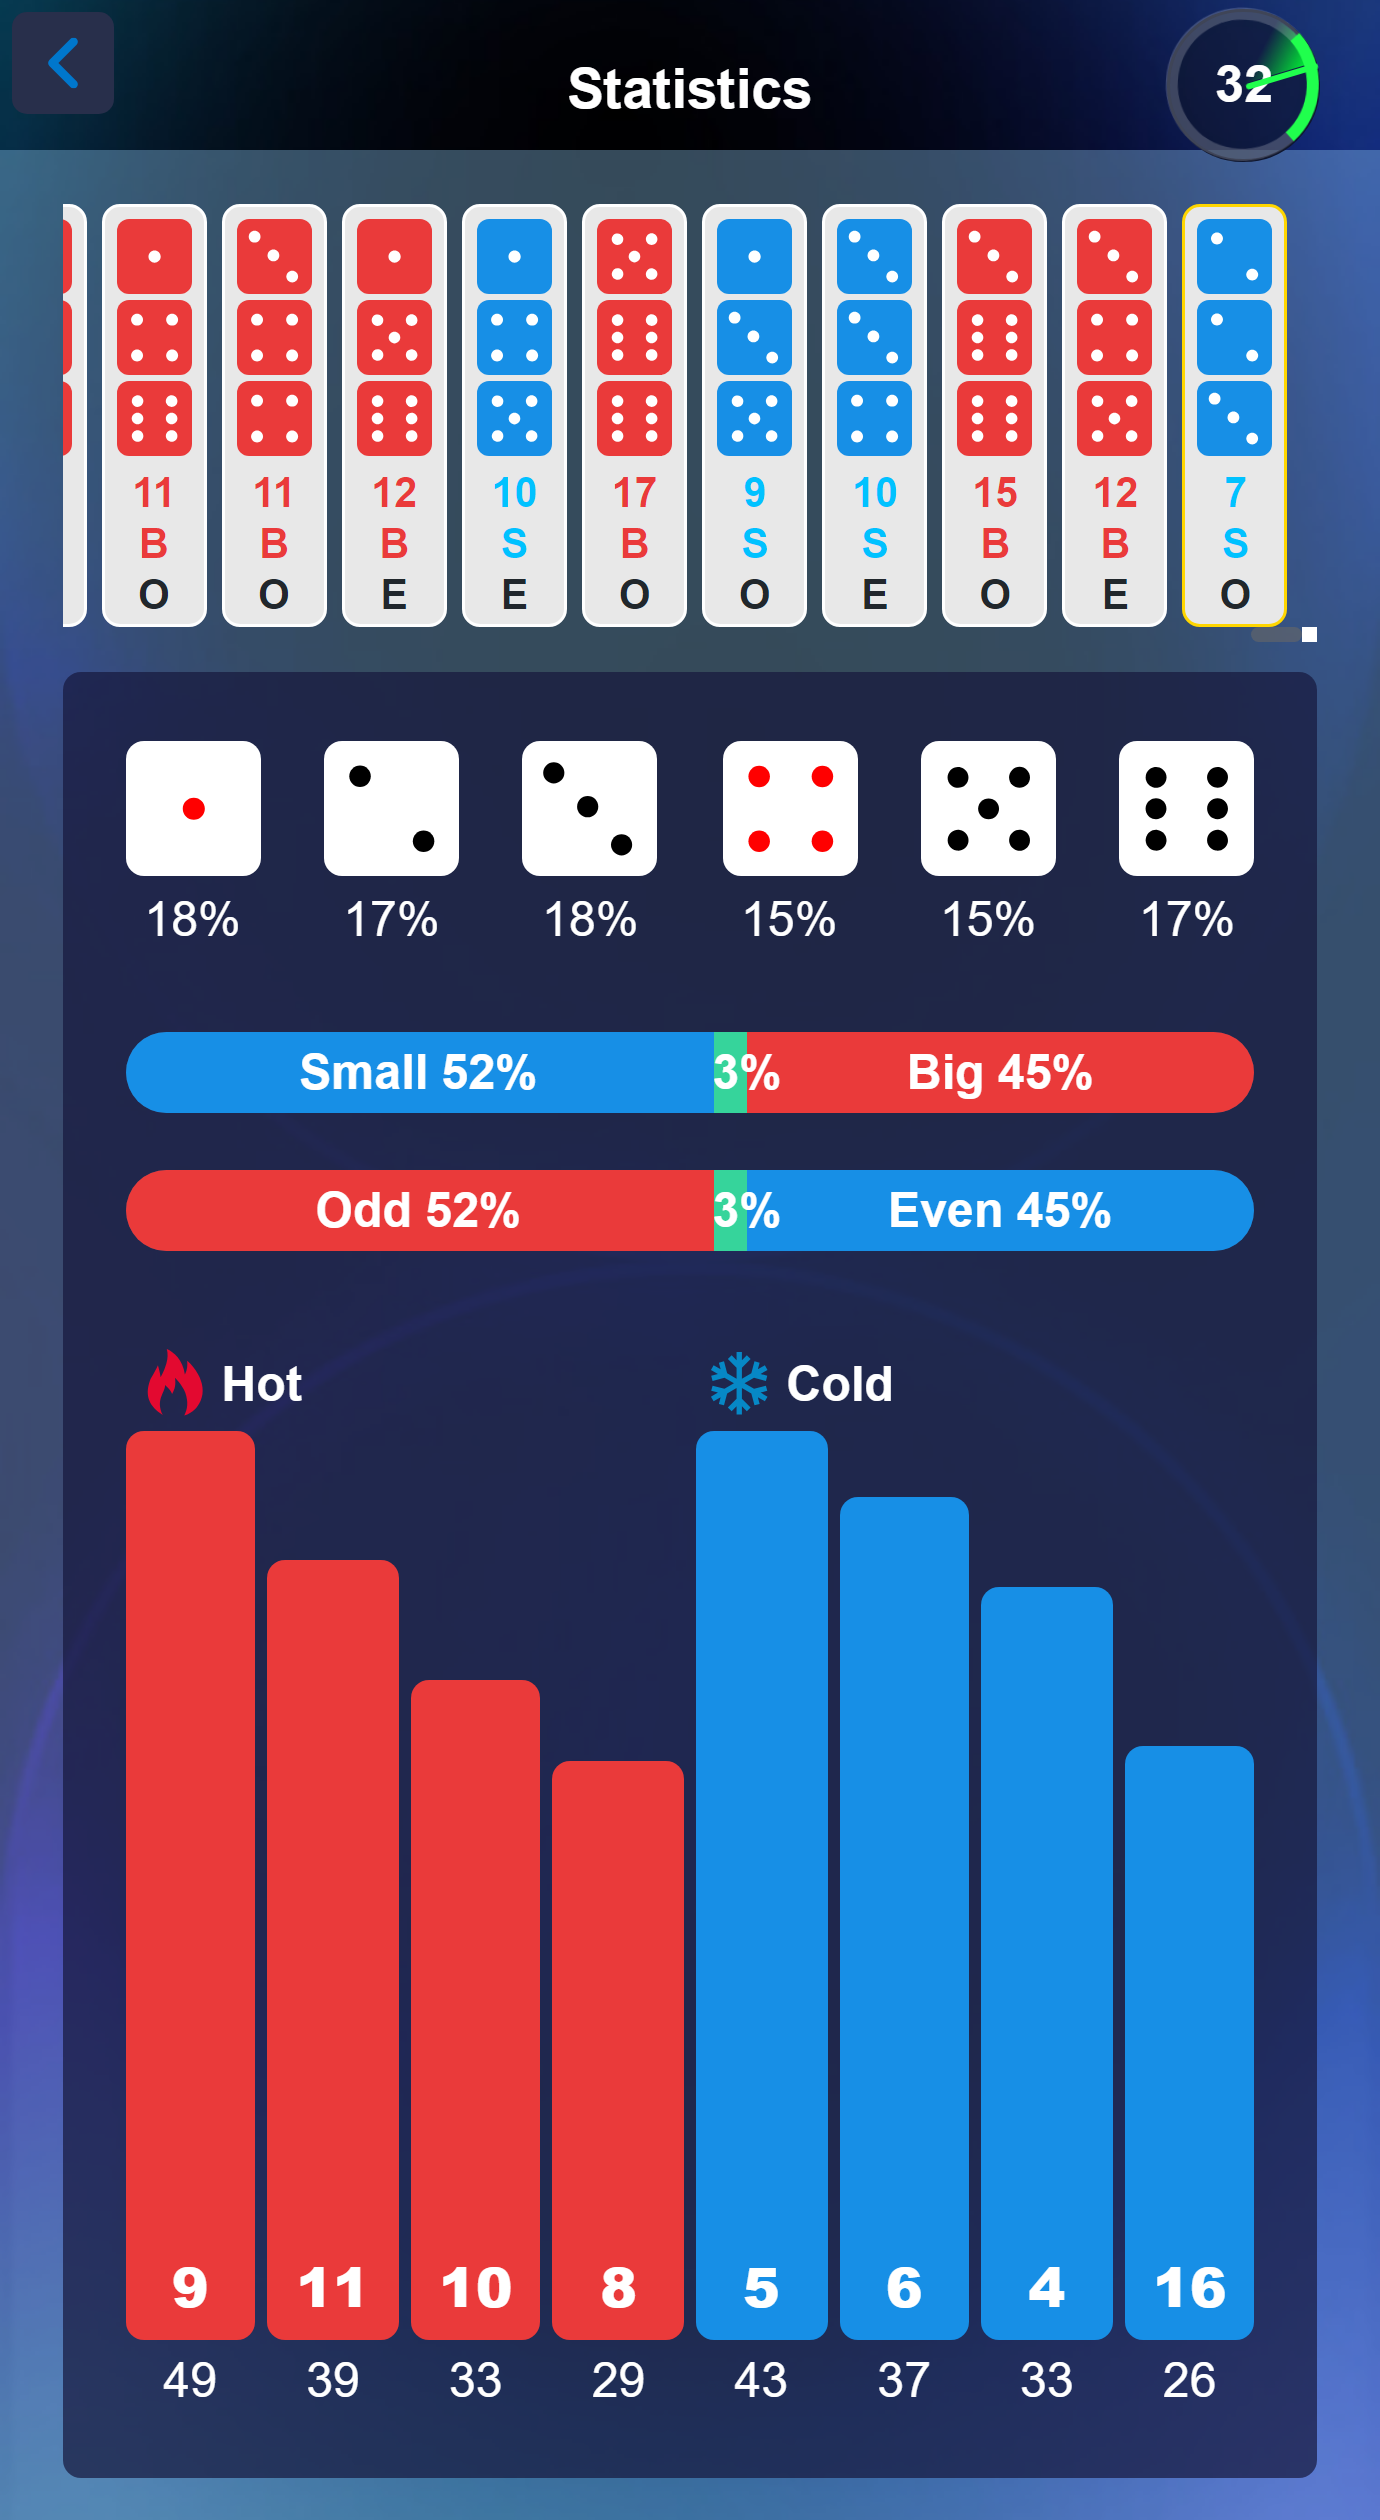 Statistics
32
11 11 12 10 17 9 10 15 12 7
B B B S B S S B B S
O O E E O O E O E O
18% 17% 18% 15% 15% 17%
Small 52% 3% Big 45%
Odd 52% 3% Even 45%
Hot Cold
9 11 10 8 5 6 4 16
49 39 33 29 43 37 33 26